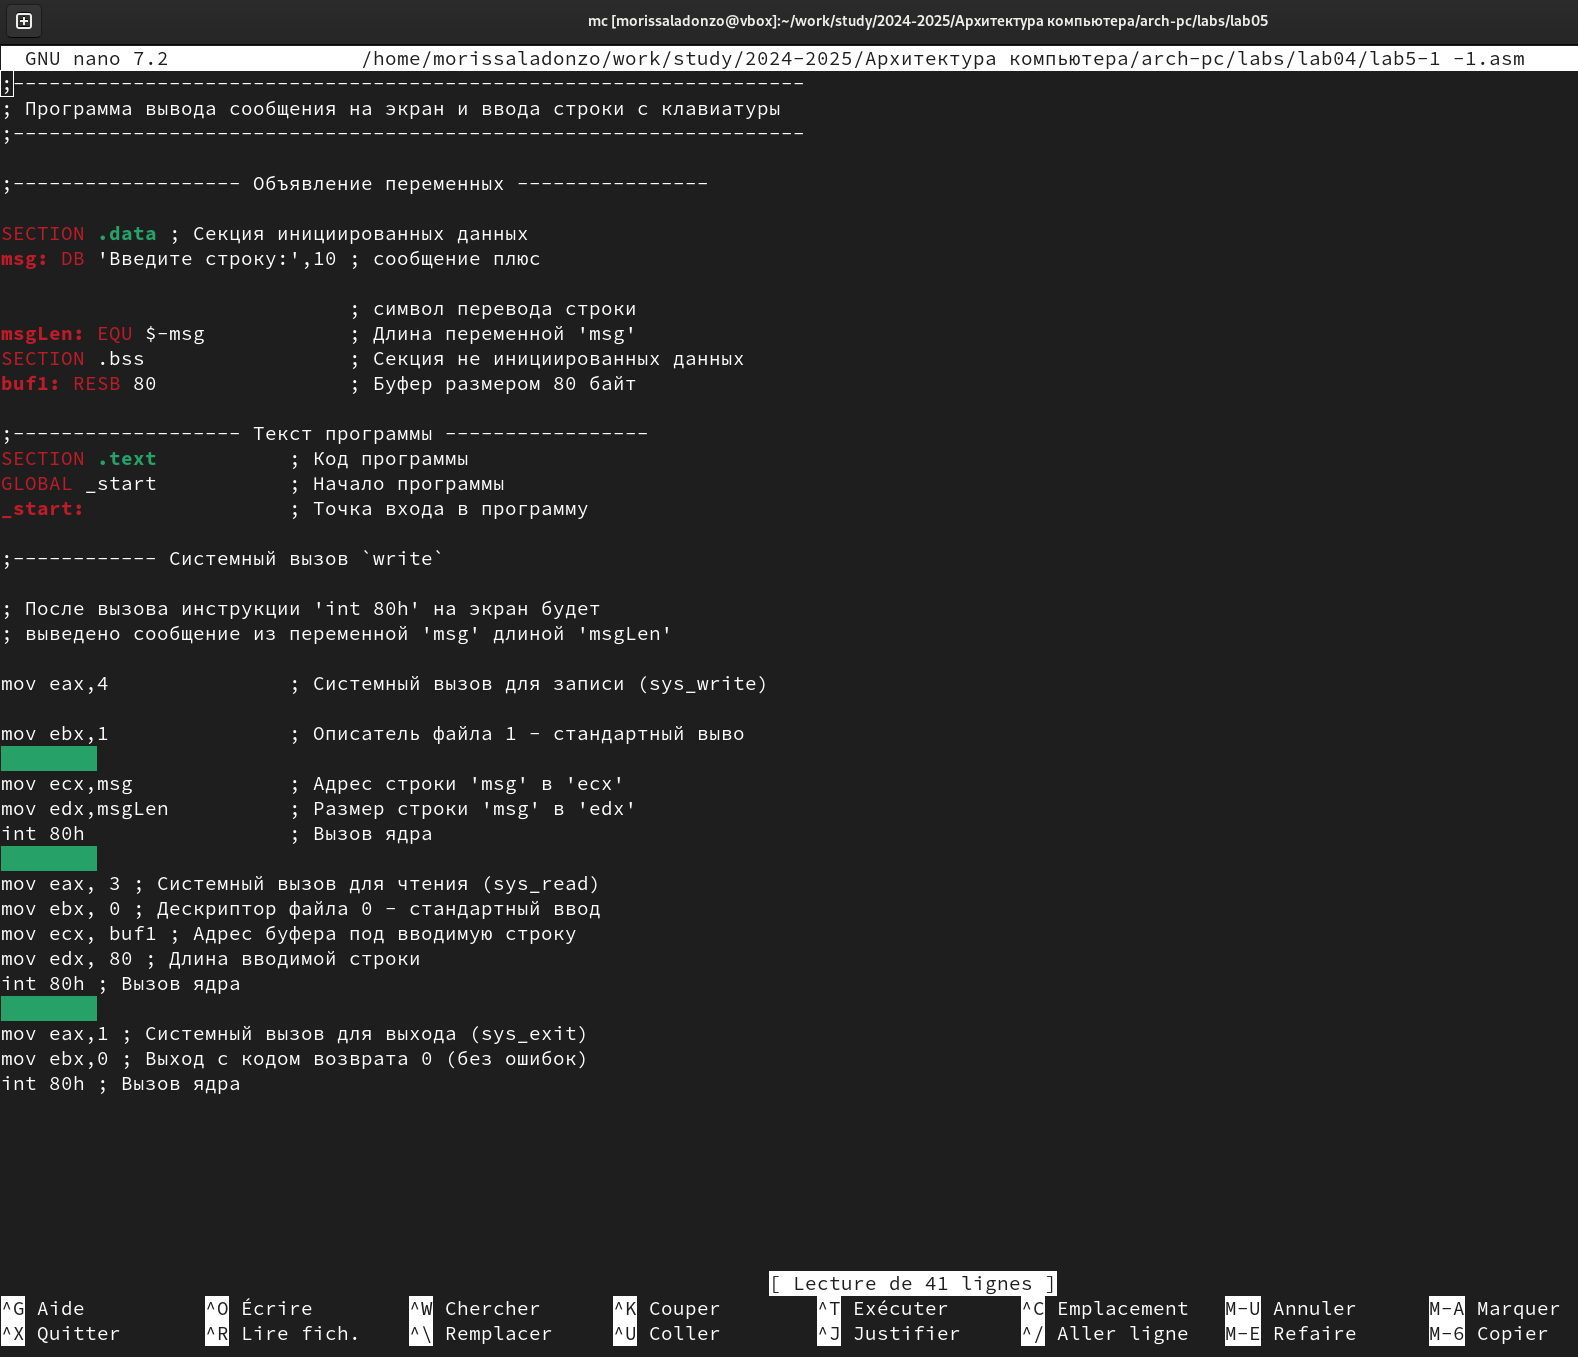 mc [morissaladonzo@vbox]:~/work/study/2024-2025/Архитектура компьютера/arch-pc/labs/lab05
GNU nano 7.2 /home/morissaladonzo/work/study/2024-2025/Архитектура компьютера/arch-pc/labs/lab04/lab5-1 -1.asm
;------------------------------------------------------------------
; Программа вывода сообщения на экран и ввода строки с клавиатуры
;------------------------------------------------------------------
;------------------- Объявление переменных ----------------
SECTION .data ; Секция инициированных данных
msg: DB 'Введите строку:',10 ; сообщение плюс
; символ перевода строки
msgLen: EQU $-msg ; Длина переменной 'msg'
SECTION .bss ; Секция не инициированных данных
buf1: RESB 80 ; Буфер размером 80 байт
;------------------- Текст программы -----------------
SECTION .text ; Код программы
GLOBAL _start ; Начало программы
_start: ; Точка входа в программу
;------------ Системный вызов `write`
; После вызова инструкции 'int 80h' на экран будет
; выведено сообщение из переменной 'msg' длиной 'msgLen'
mov eax,4 ; Системный вызов для записи (sys_write)
mov ebx,1 ; Описатель файла 1 - стандартный выво
mov ecx,msg ; Адрес строки 'msg' в 'ecx'
mov edx,msgLen ; Размер строки 'msg' в 'edx'
int 80h ; Вызов ядра
mov eax, 3 ; Системный вызов для чтения (sys_read)
mov ebx, 0 ; Дескриптор файла 0 - стандартный ввод
mov ecx, buf1 ; Адрес буфера под вводимую строку
mov edx, 80 ; Длина вводимой строки
int 80h ; Вызов ядра
mov eax,1 ; Системный вызов для выхода (sys_exit)
mov ebx,0 ; Выход с кодом возврата 0 (без ошибок)
int 80h ; Вызов ядра
[ Lecture de 41 lignes ]
^G Aide ^O Écrire ^W Chercher ^K Couper ^T Exécuter ^C Emplacement M-U Annuler M-A Marquer
^X Quitter ^R Lire fich. ^\ Remplacer ^U Coller ^J Justifier ^/ Aller ligne M-E Refaire M-6 Copier